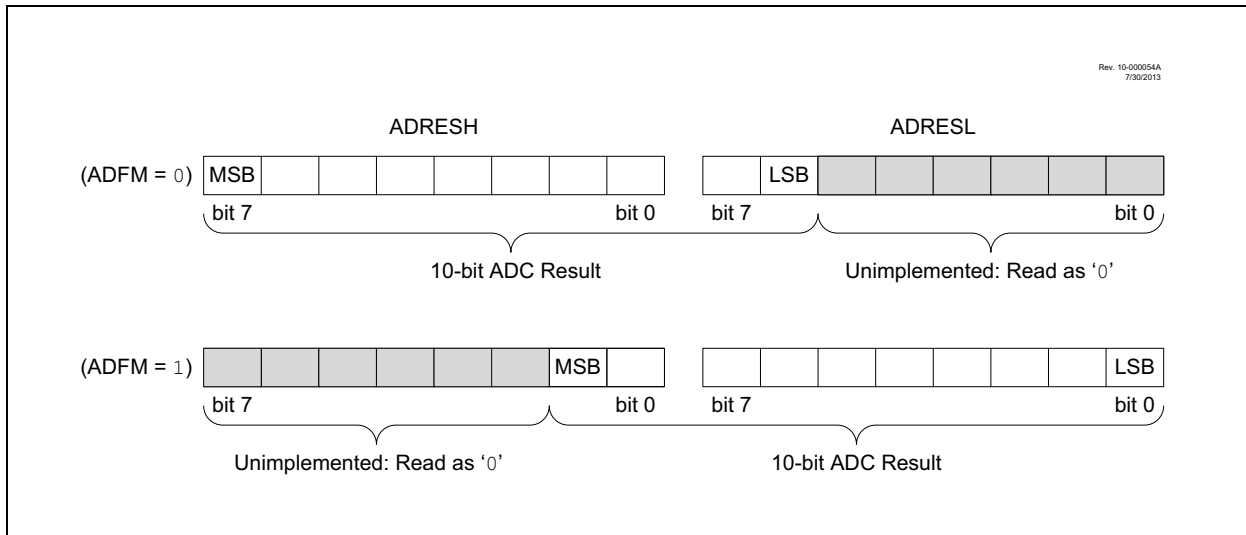 Rev. 10-000054A
7/30/2013
ADRESH ADRESL
(ADFM = 0) MSB LSB
bit 7 bit 0 bit 7 bit 0
10-bit ADC Result Unimplemented: Read as ‘0’
(ADFM = 1) MSB LSB
bit 7 bit 0 bit 7 bit 0
Unimplemented: Read as ‘0’ 10-bit ADC Result